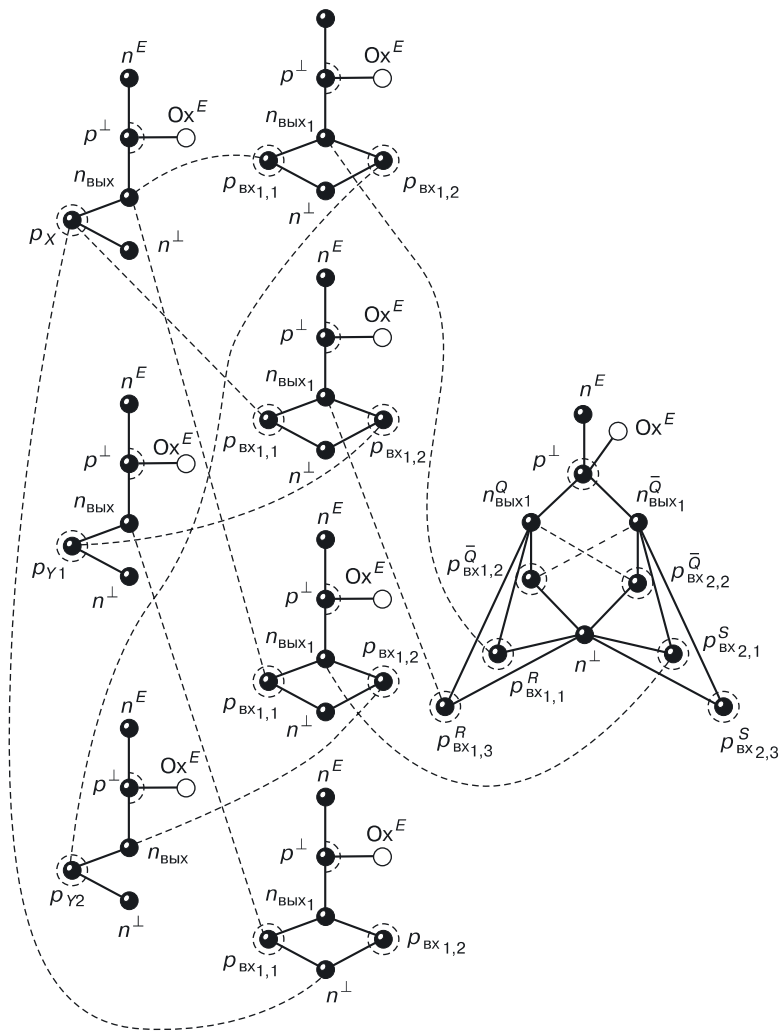 n^E
Ox^E
p^⊥
n_вых
p_X
n^⊥
Ox^E
p^⊥
n_вых₁
p_вх₁,₁
p_вх₁,₂
n^⊥
n^E
Ox^E
p^⊥
n_вых₁
p_вх₁,₁
p_вх₁,₂
n^⊥
n^E
Ox^E
p^⊥
n_вых
p_Y1
n^⊥
n^E
Ox^E
p^⊥
n_вых₁
p_вх₁,₂
p_вх₁,₁
n^⊥
n^E
Ox^E
p^⊥
n_вых
p_Y2
n^⊥
n^E
Ox^E
p^⊥
n_вых₁
p_вх₁,₁
p_вх₁,₂
n^⊥
n^E
Ox^E
p^⊥
n^Q_вых1
n^Q̄_вых₁
p^Q̄_вх₁,₂
p^Q̄_вх₂,₂
p^S_вх₂,₁
n^⊥
p^R_вх₁,₁
p^R_вх₁,₃
p^S_вх₂,₃